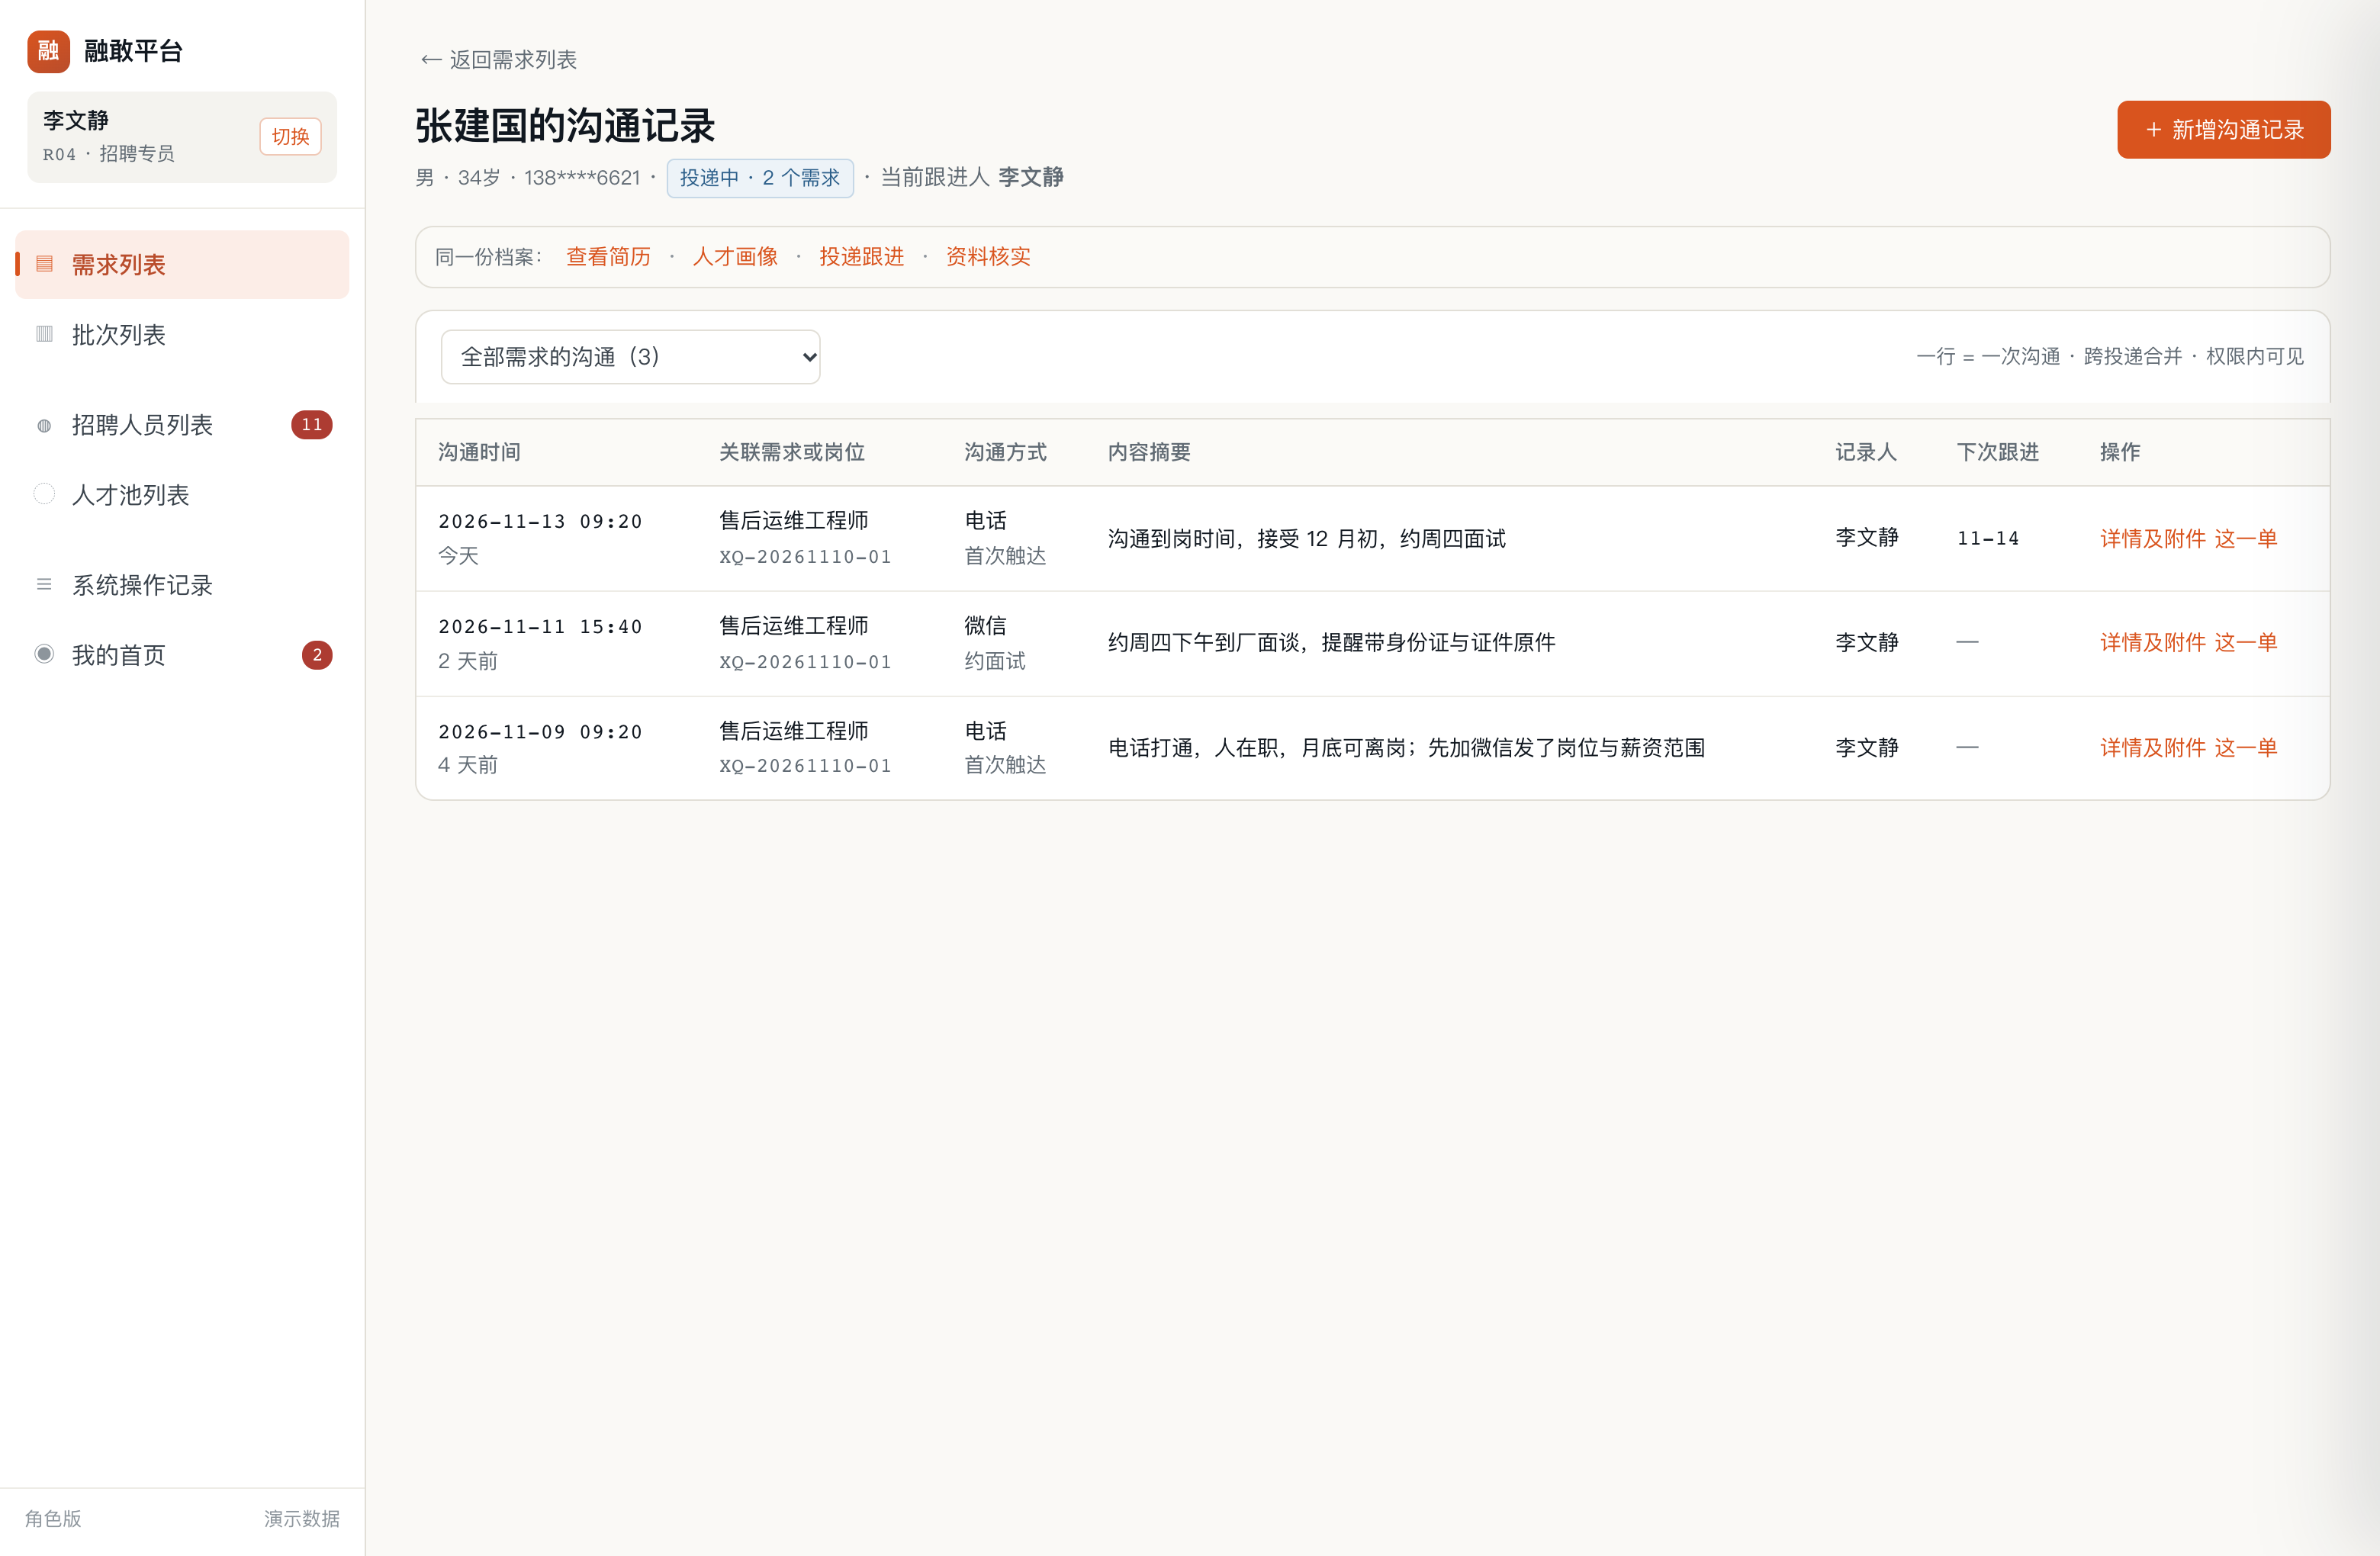 融 融敢平台
李文静
R04 · 招聘专员
切换
需求列表
批次列表
招聘人员列表 11
人才池列表
系统操作记录
我的首页 2
角色版 演示数据
← 返回需求列表
张建国的沟通记录
+ 新增沟通记录
男 · 34岁 · 138****6621 · 投递中 · 2 个需求 · 当前跟进人 李文静
同一份档案: 查看简历 · 人才画像 · 投递跟进 · 资料核实
全部需求的沟通（3） 一行 = 一次沟通 · 跨投递合并 · 权限内可见
沟通时间 关联需求或岗位 沟通方式 内容摘要 记录人 下次跟进 操作
2026-11-13 09:20 售后运维工程师 电话 沟通到岗时间，接受 12 月初，约周四面试 李文静 11-14 详情及附件 这一单
今天 XQ-20261110-01 首次触达
2026-11-11 15:40 售后运维工程师 微信 约周四下午到厂面谈，提醒带身份证与证件原件 李文静 — 详情及附件 这一单
2 天前 XQ-20261110-01 约面试
2026-11-09 09:20 售后运维工程师 电话 电话打通，人在职，月底可离岗；先加微信发了岗位与薪资范围 李文静 — 详情及附件 这一单
4 天前 XQ-20261110-01 首次触达